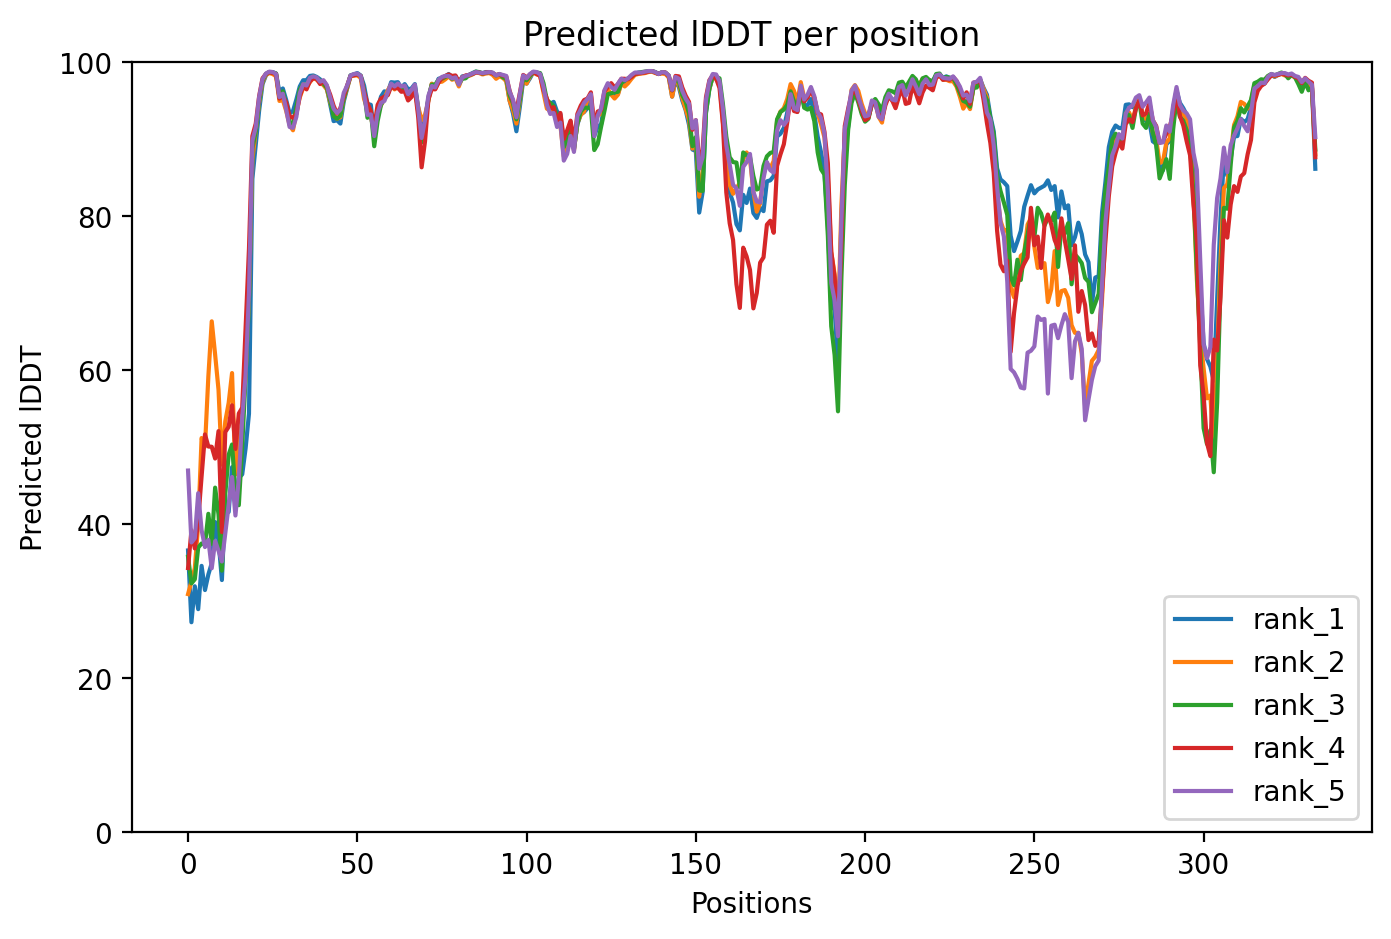 Predicted lDDT per position
100
80
60
40
20
0
Predicted lDDT
0 50 100 150 200 250 300
Positions
rank_1
rank_2
rank_3
rank_4
rank_5